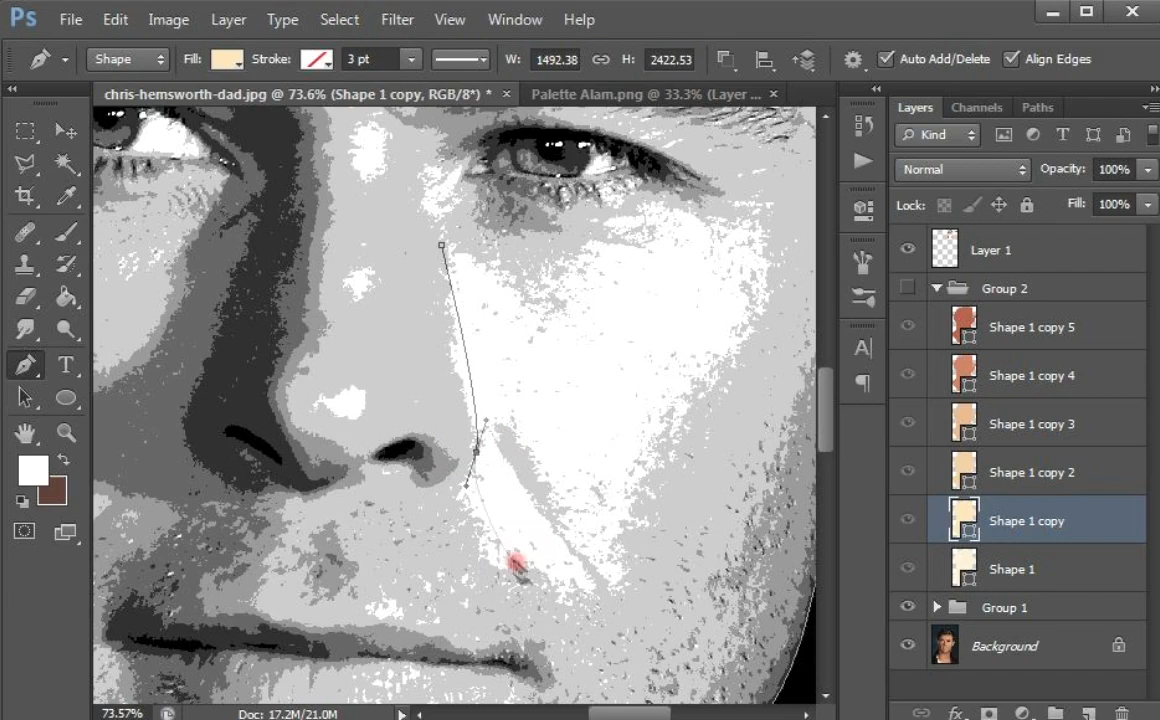 Ps File Edit Image Layer Type Select Filter View Window Help
Shape Fill: Stroke: 3 pt W: 1492.38 H: 2422.53 Auto Add/Delete Align Edges
chris-hemsworth-dad.jpg @ 73.6% (Shape 1 copy, RGB/8*) * × Palette Alam.png @ 33.3% (Layer ... ×
Layers Channels Paths
Kind
Normal Opacity: 100%
Lock: Fill: 100%
Layer 1
Group 2
Shape 1 copy 5
Shape 1 copy 4
Shape 1 copy 3
Shape 1 copy 2
Shape 1 copy
Shape 1
Group 1
Background
73.57% Doc: 17.2M/21.0M